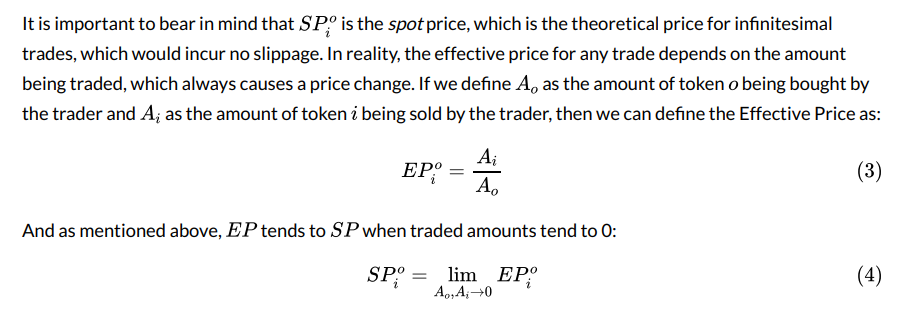 It is important to bear in mind that $SP_i^o$ is the spot price, which is the theoretical price for infinitesimal
trades, which would incur no slippage. In reality, the effective price for any trade depends on the amount
being traded, which always causes a price change. If we define $A_o$ as the amount of token $o$ being bought by
the trader and $A_i$ as the amount of token $i$ being sold by the trader, then we can define the Effective Price as:
$EP_i^o = \frac{A_i}{A_o}$ (3)
And as mentioned above, $EP$ tends to $SP$ when traded amounts tend to 0:
$SP_i^o = \lim_{A_o, A_i \to 0} EP_i^o$ (4)